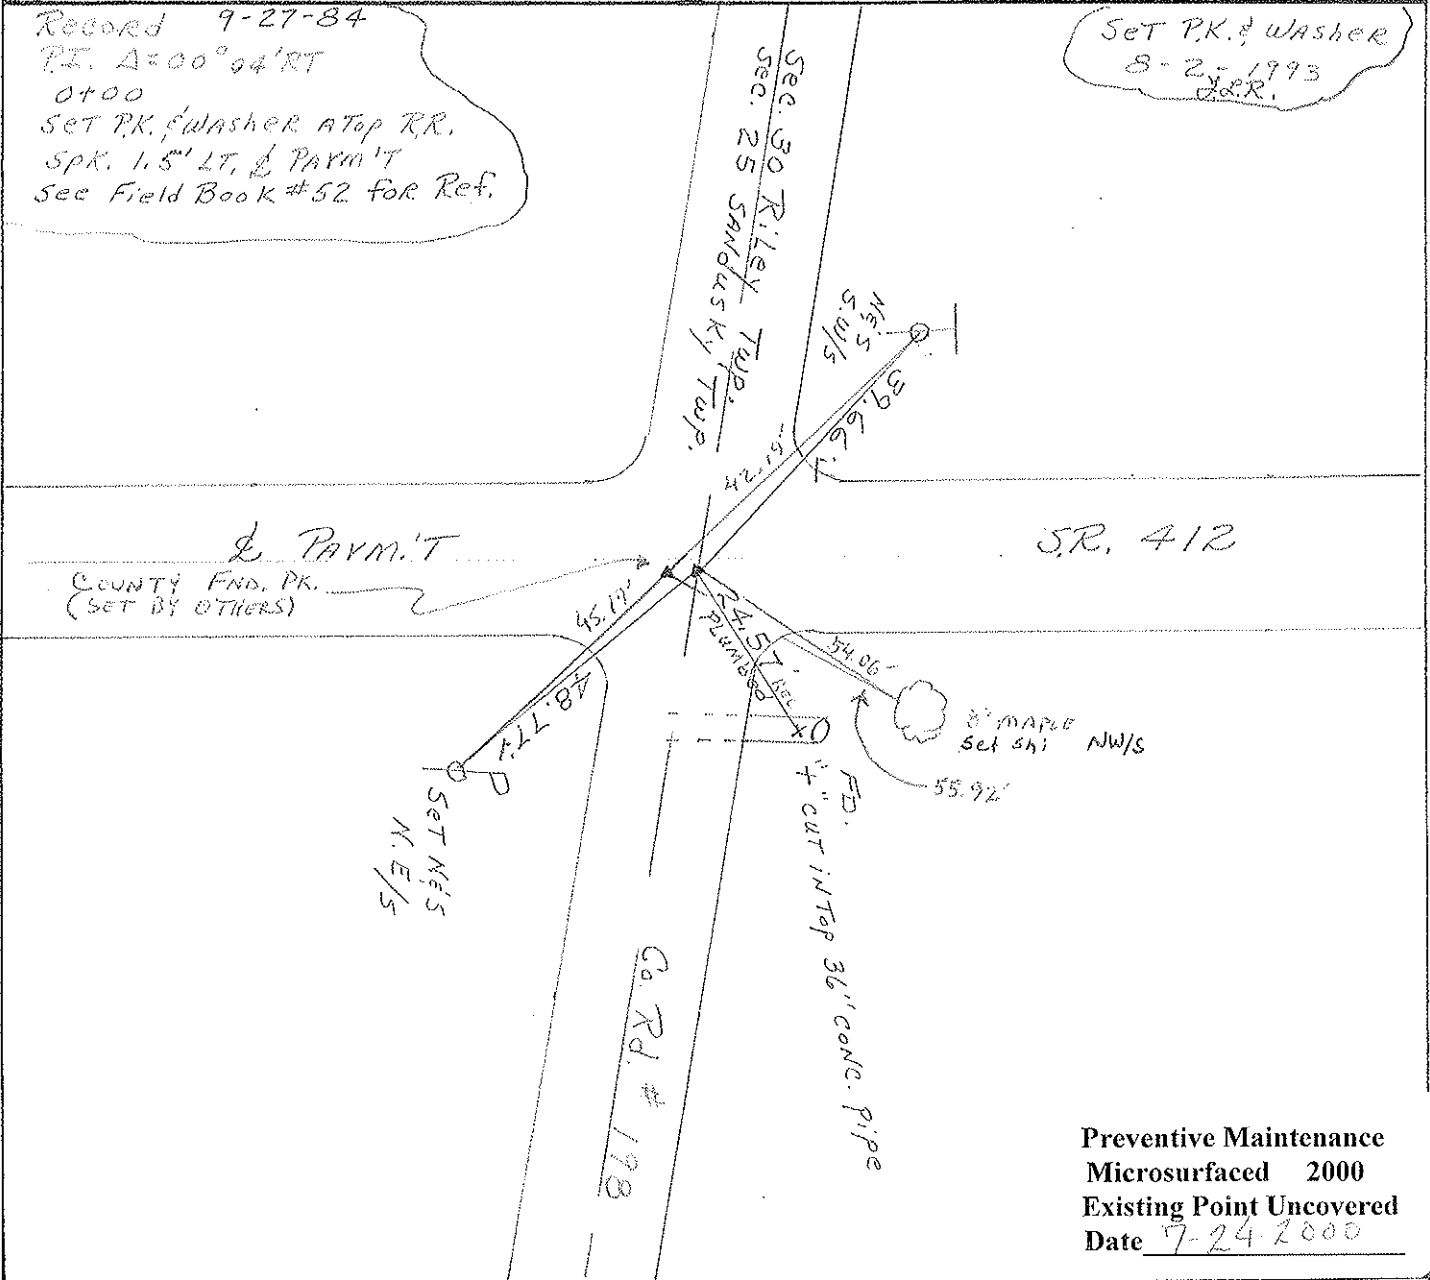 Record 9-27-84
P.I. Δ=00°04'RT
0+00
SET P.K. & WASHER ATOP R.R.
SPK. 1.5' LT. ℄ PAVM'T
See Field Book #52 for Ref.
SET P.K. & WASHER
8-2-1993
J.L.R.
Sec. 30 Riley Twp.
Sec. 25 SANDUSKY Twp.
N&S
S.W/S
39.66'
51.24
℄ PAVM.'T
S.R. 412
COUNTY FND. PK.
(SET BY OTHERS)
45.17'
24.57'
REC
54.06'
48.77'
8" MAPLE
Set shi NW/S
55.92'
SET N&S
N.E/S
FD.
"+" CUT IN TOP 36" CONC. PIPE
Co. Rd. # 198
Preventive Maintenance
Microsurfaced 2000
Existing Point Uncovered
Date 7-24-2000